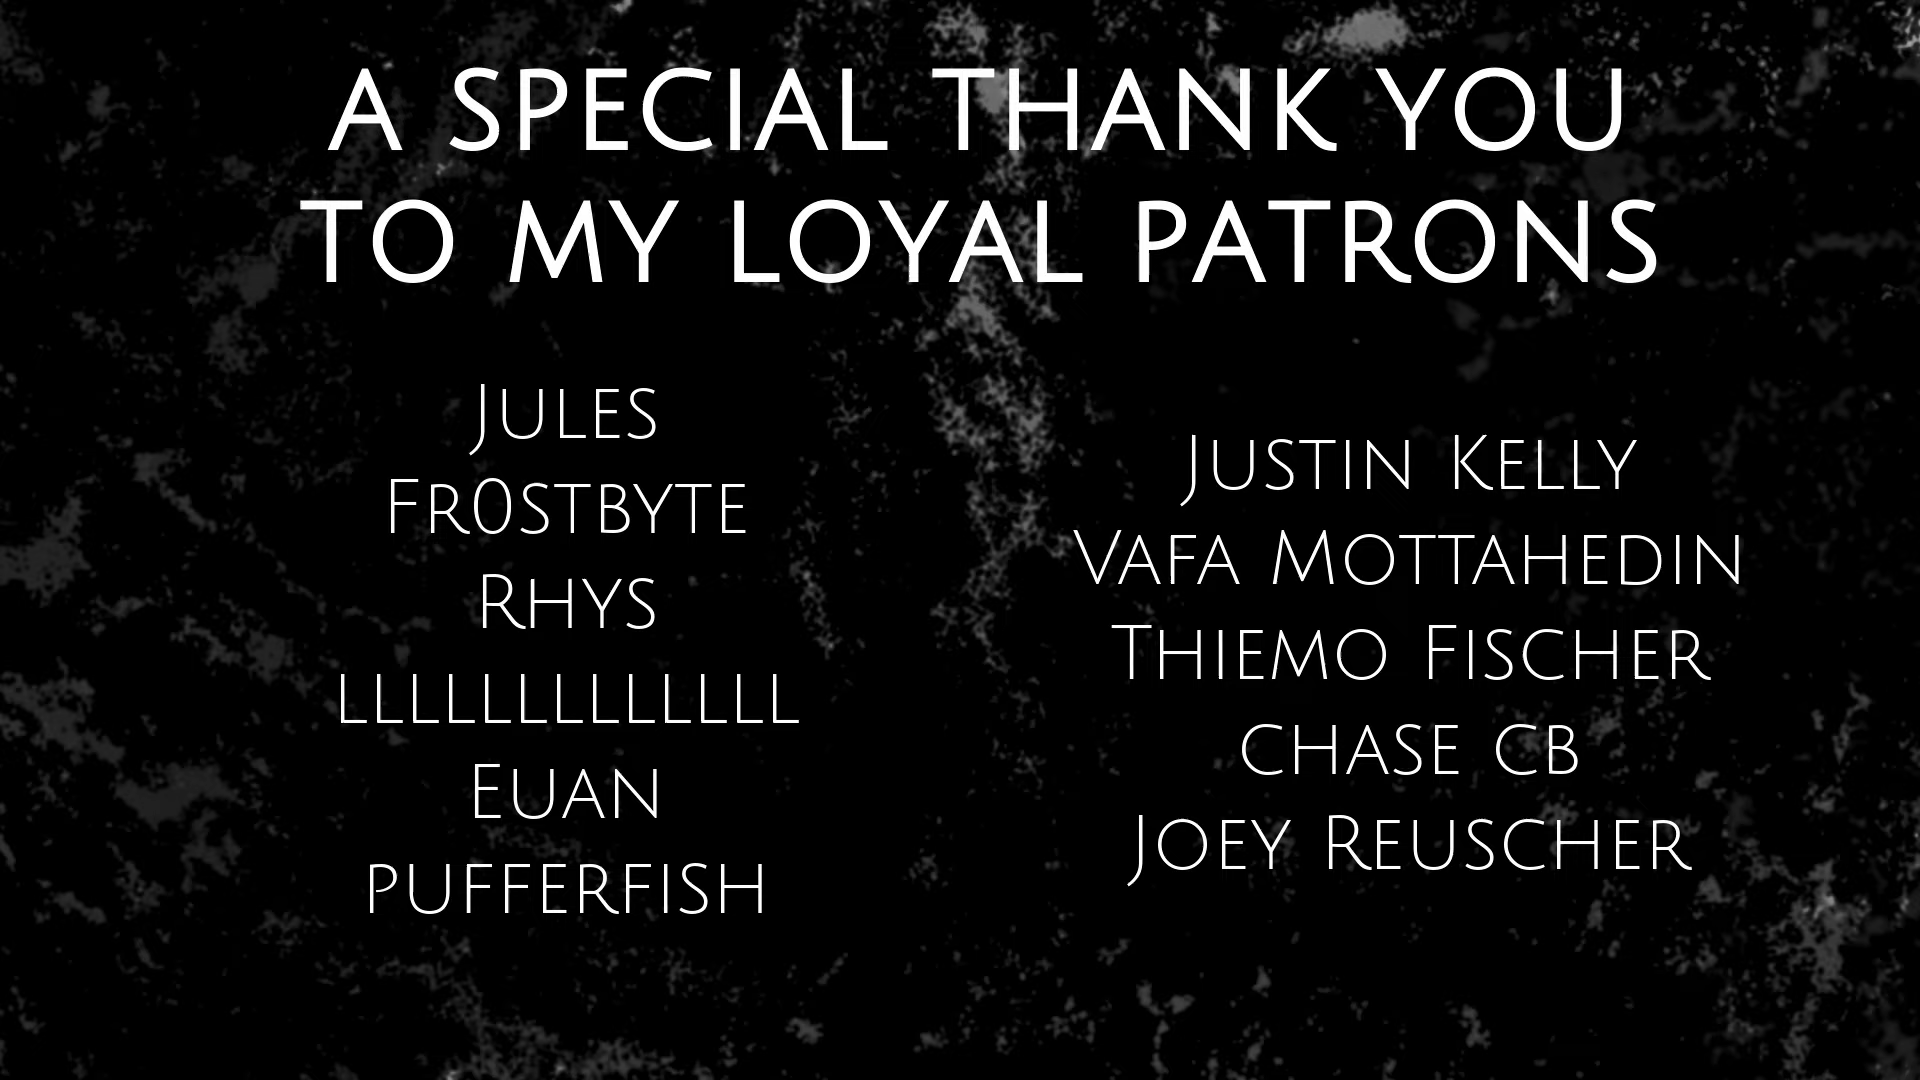 A SPECIAL THANK YOU
TO MY LOYAL PATRONS
Jules
Fr0stbyte
Rhys
lllllllllllll
Euan
pufferfish
Justin Kelly
Vafa Mottahedin
Thiemo Fischer
chase cb
Joey Reuscher